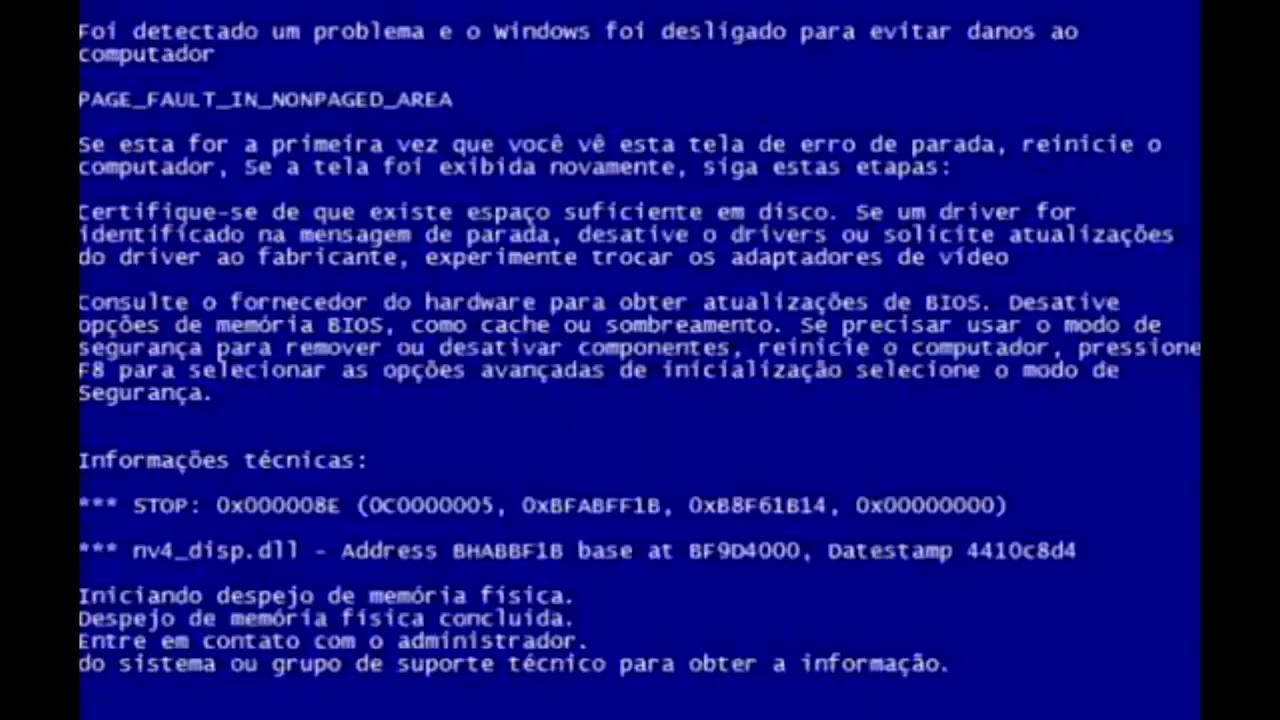 Foi detectado um problema e o Windows foi desligado para evitar danos ao
computador
PAGE_FAULT_IN_NONPAGED_AREA
Se esta for a primeira vez que você vê esta tela de erro de parada, reinicie o
computador, Se a tela foi exibida novamente, siga estas etapas:
Certifique-se de que existe espaço suficiente em disco. Se um driver for
identificado na mensagem de parada, desative o drivers ou solicite atualizações
do driver ao fabricante, experimente trocar os adaptadores de vídeo
Consulte o fornecedor do hardware para obter atualizações de BIOS. Desative
opções de memória BIOS, como cache ou sombreamento. Se precisar usar o modo de
segurança para remover ou desativar componentes, reinicie o computador, pressione
F8 para selecionar as opções avançadas de inicialização selecione o modo de
Segurança.
Informações técnicas:
*** STOP: 0x000008E (0C0000005, 0xBFABFF1B, 0xB8F61B14, 0x00000000)
*** nv4_disp.dll - Address BHABBF1B base at BF9D4000, Datestamp 4410c8d4
Iniciando despejo de memória física.
Despejo de memória física concluída.
Entre em contato com o administrador.
do sistema ou grupo de suporte técnico para obter a informação.